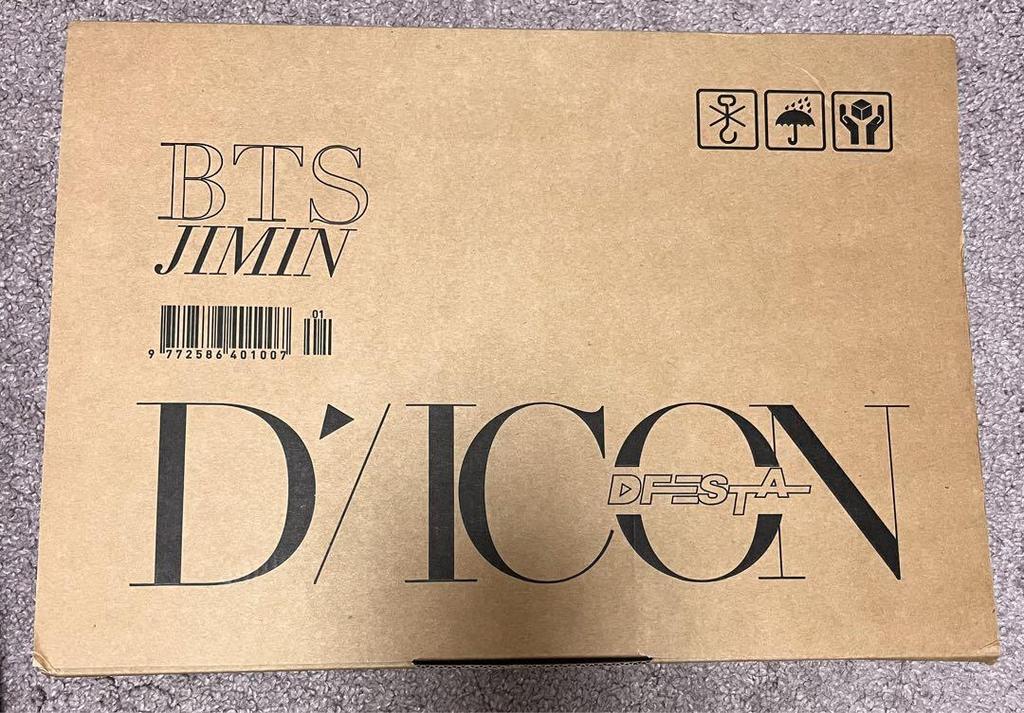 BTS
JIMIN
01
9 772586 401007
D'/ICON
DFESTA